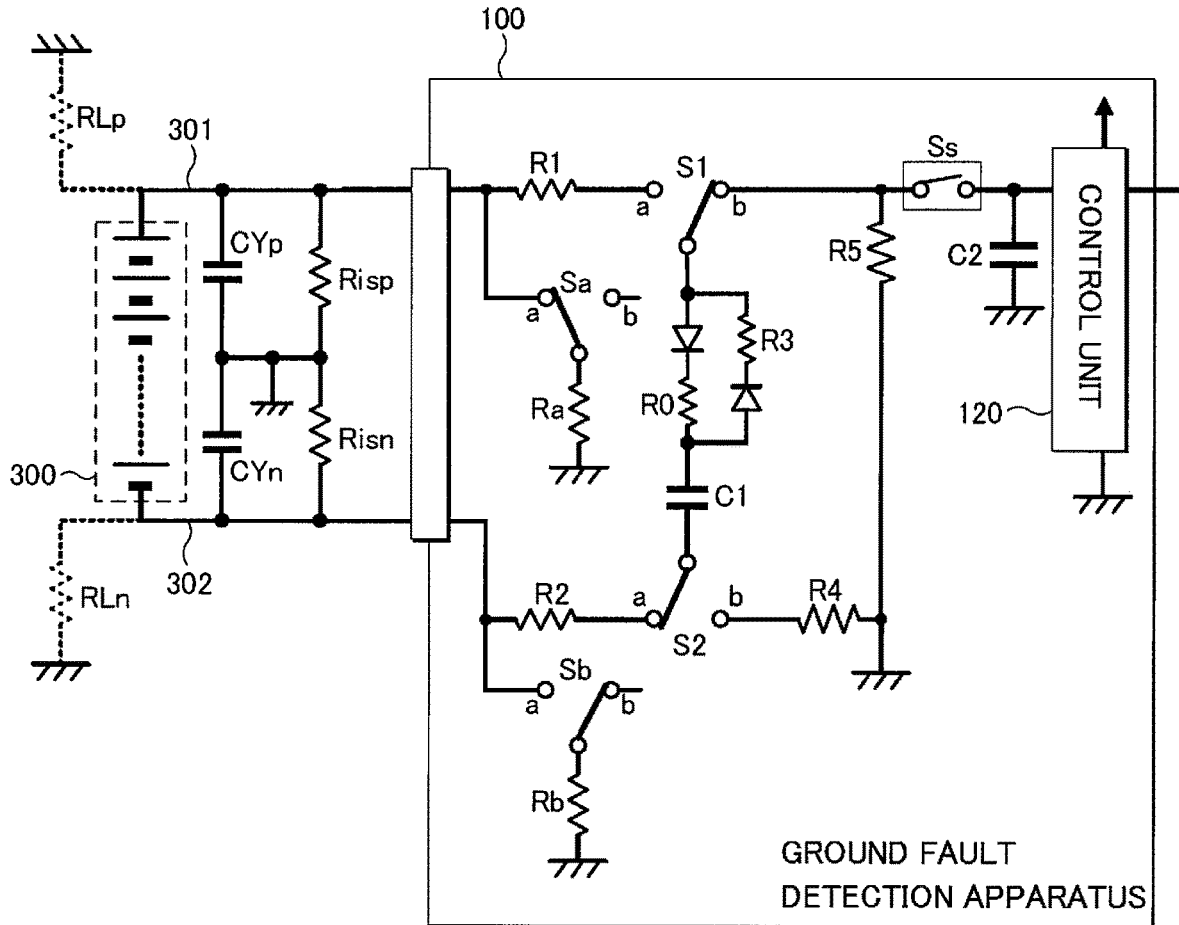 100
RLp
301
R1
S1
Ss
a
b
CYp
Risp
Sa
a
b
R5
C2
R3
Ra
R0
CONTROL UNIT
120
300
CYn
Risn
C1
302
RLn
R2
a
b
R4
S2
Sb
a
b
Rb
GROUND FAULT
DETECTION APPARATUS